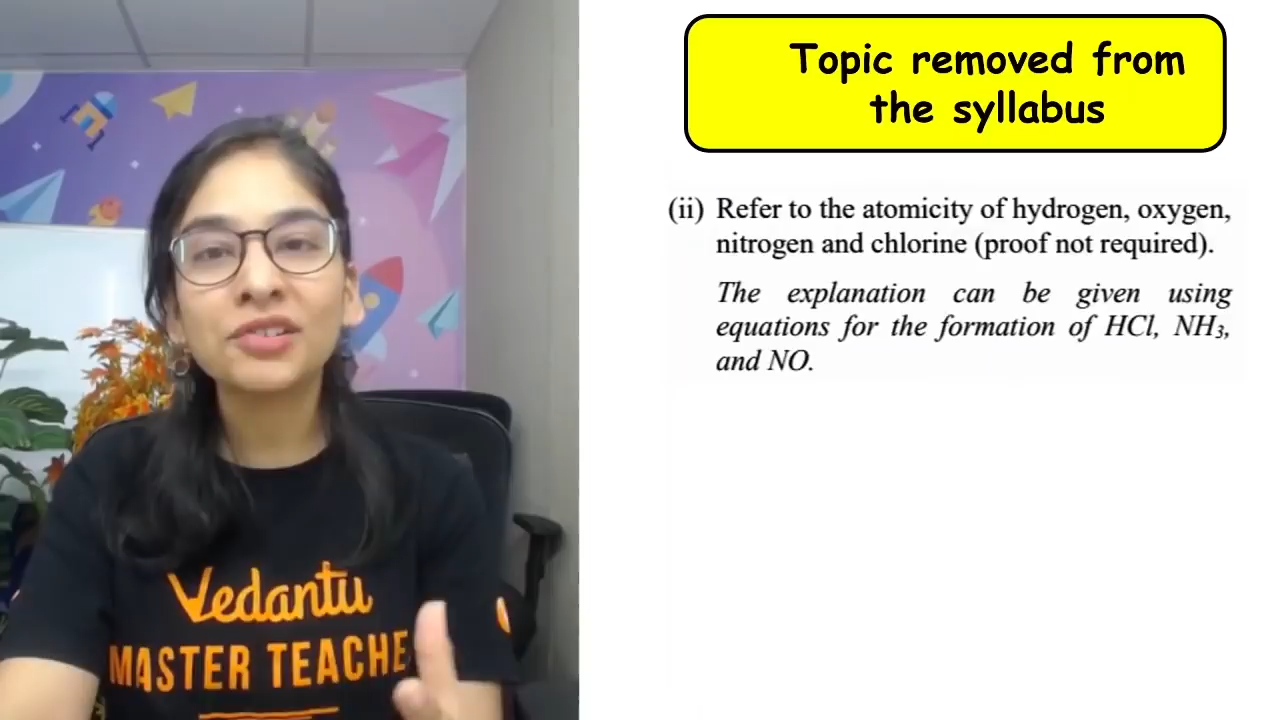 Topic removed from
the syllabus
(ii) Refer to the atomicity of hydrogen, oxygen,
nitrogen and chlorine (proof not required).
The explanation can be given using
equations for the formation of HCl, NH₃,
and NO.
Vedantu
MASTER TEACHE